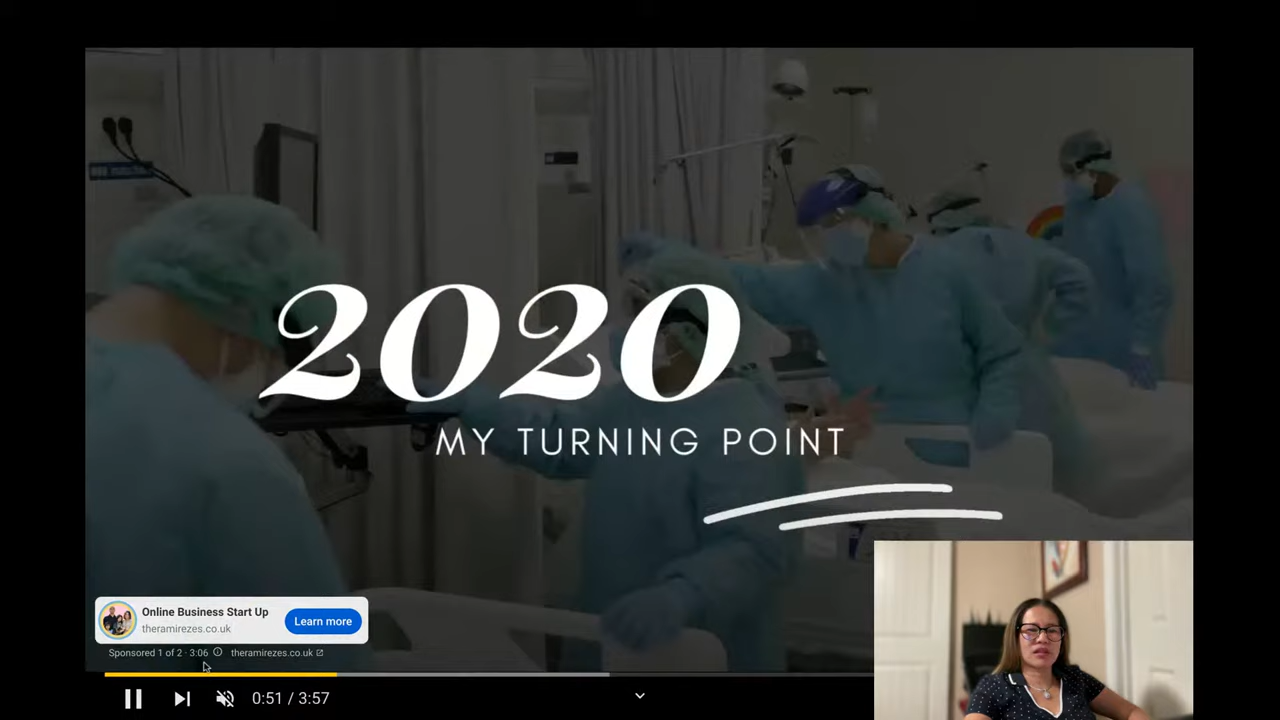 2020
MY TURNING POINT
Online Business Start Up
theramirezes.co.uk
Learn more
Sponsored 1 of 2 · 3:06
theramirezes.co.uk
0:51 / 3:57